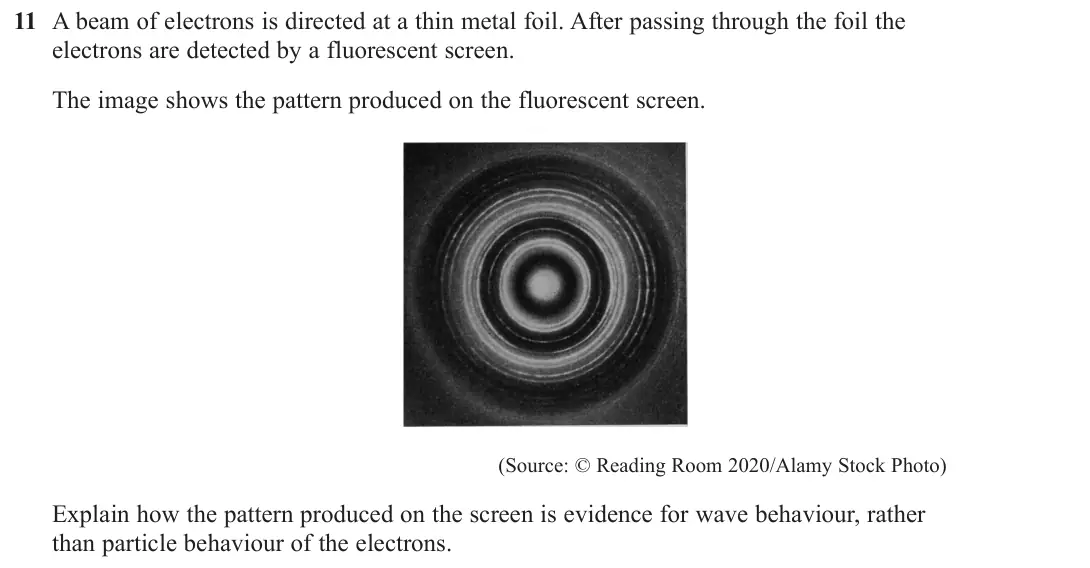 11 A beam of electrons is directed at a thin metal foil. After passing through the foil the
electrons are detected by a fluorescent screen.
The image shows the pattern produced on the fluorescent screen.
(Source: © Reading Room 2020/Alamy Stock Photo)
Explain how the pattern produced on the screen is evidence for wave behaviour, rather
than particle behaviour of the electrons.